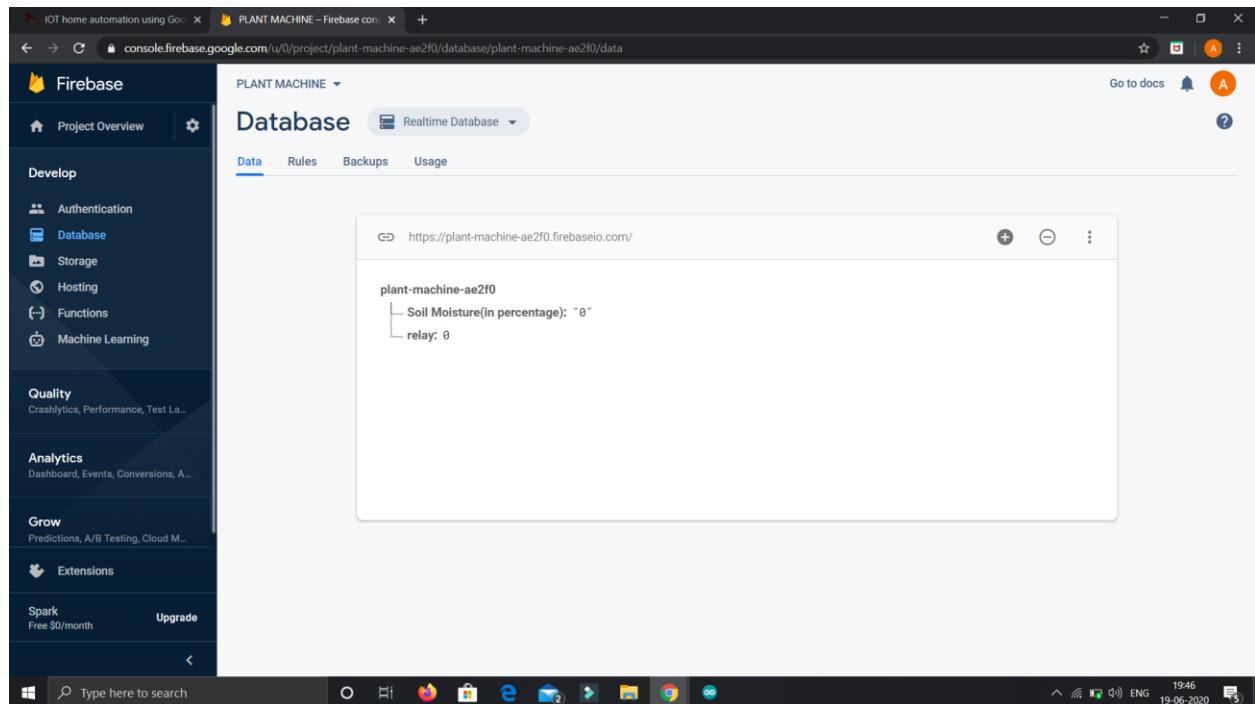 IOT home automation using Goo
PLANT MACHINE – Firebase cons
console.firebase.google.com/u/0/project/plant-machine-ae2f0/database/plant-machine-ae2f0/data
Firebase
Project Overview
Develop
Authentication
Database
Storage
Hosting
Functions
Machine Learning
Quality
Crashlytics, Performance, Test La...
Analytics
Dashboard, Events, Conversions, A...
Grow
Predictions, A/B Testing, Cloud M...
Extensions
Spark
Free $0/month
Upgrade
PLANT MACHINE
Go to docs
A
Database
Realtime Database
Data Rules Backups Usage
https://plant-machine-ae2f0.firebaseio.com/
plant-machine-ae2f0
Soil Moisture(in percentage): "0"
relay: 0
Type here to search
ENG
19:46
19-06-2020